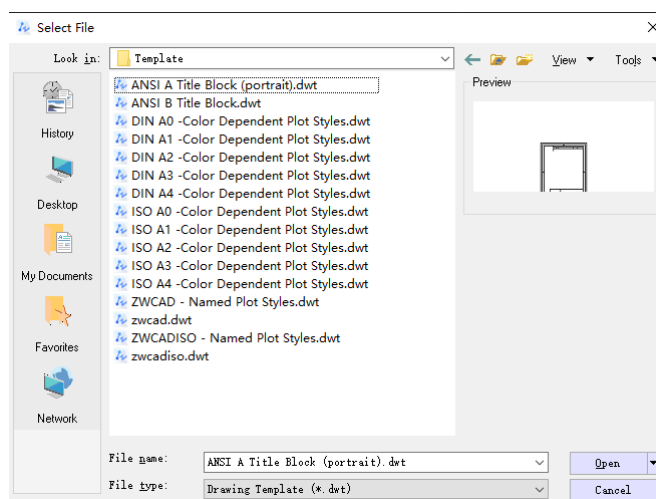 Select File
Look in: Template View Tools
Preview
ANSI A Title Block (portrait).dwt
ANSI B Title Block.dwt
DIN A0 -Color Dependent Plot Styles.dwt
DIN A1 -Color Dependent Plot Styles.dwt
DIN A2 -Color Dependent Plot Styles.dwt
DIN A3 -Color Dependent Plot Styles.dwt
DIN A4 -Color Dependent Plot Styles.dwt
ISO A0 -Color Dependent Plot Styles.dwt
ISO A1 -Color Dependent Plot Styles.dwt
ISO A2 -Color Dependent Plot Styles.dwt
ISO A3 -Color Dependent Plot Styles.dwt
ISO A4 -Color Dependent Plot Styles.dwt
ZWCAD - Named Plot Styles.dwt
zwcad.dwt
ZWCADISO - Named Plot Styles.dwt
zwcadiso.dwt
History
Desktop
My Documents
Favorites
Network
File name: ANSI A Title Block (portrait).dwt Open
File type: Drawing Template (*.dwt) Cancel